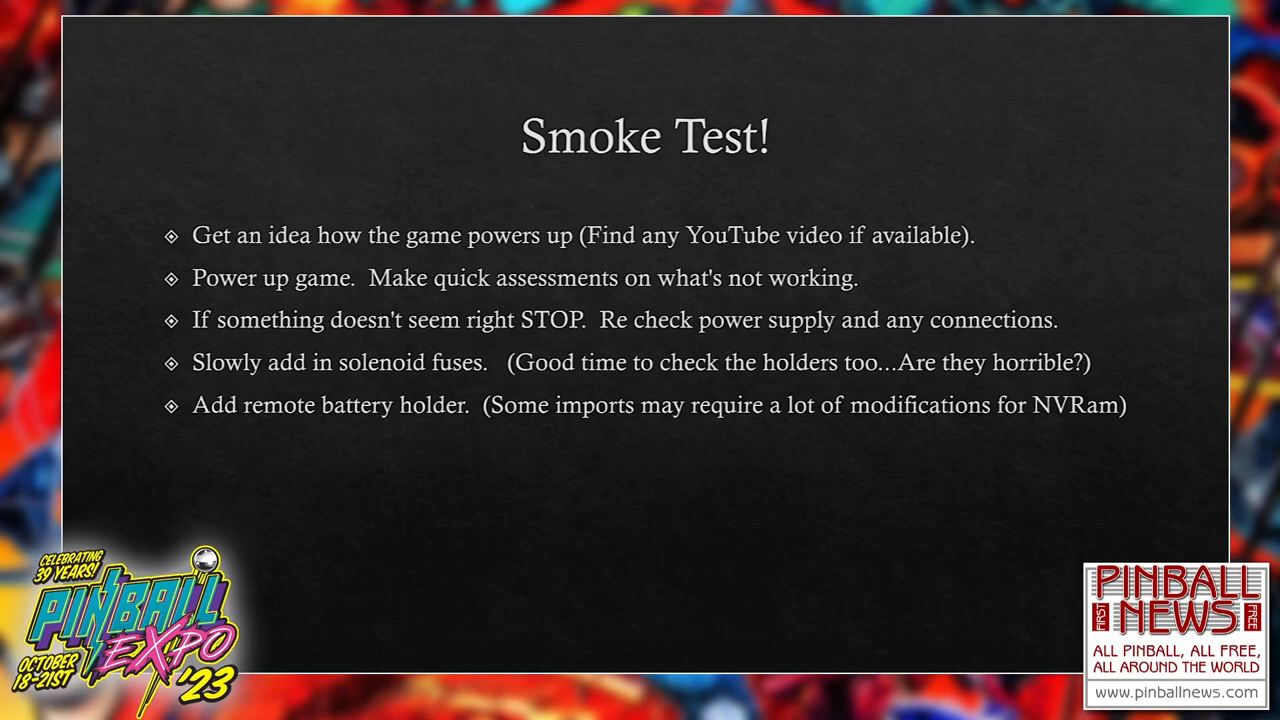 Smoke Test!
Get an idea how the game powers up (Find any YouTube video if available).
Power up game.  Make quick assessments on what's not working.
If something doesn't seem right STOP.  Re check power supply and any connections.
Slowly add in solenoid fuses.   (Good time to check the holders too...Are they horrible?)
Add remote battery holder.  (Some imports may require a lot of modifications for NVRam)
CELEBRATING
39 YEARS!
PINBALL
EXPO
OCTOBER
18-21ST
'23
PINBALL
FIRST NEWS FREE
ALL PINBALL, ALL FREE,
ALL AROUND THE WORLD
www.pinballnews.com